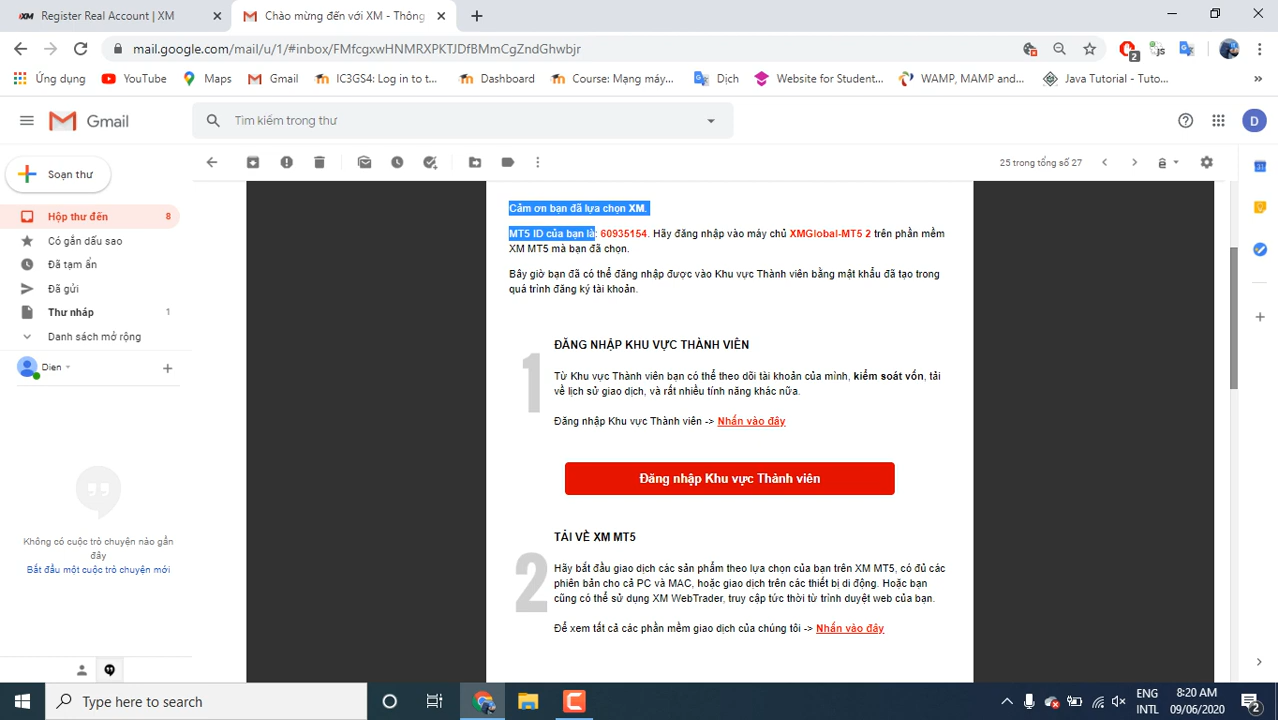 Register Real Account | XM
Chào mừng đến với XM - Thông
mail.google.com/mail/u/1/#inbox/FMfcgxwHNMRXPKTJDfBMmCgZndGhwbjr
2
Ứng dụng
YouTube
Maps
Gmail
IC3GS4: Log in to t...
Dashboard
Course: Mạng máy...
Dịch
Website for Student...
WAMP, MAMP and...
Java Tutorial - Tuto...
»
Gmail
Tìm kiếm trong thư
D
Soạn thư
25 trong tổng số 27
Hộp thư đến 8
Có gắn dấu sao
Đã tạm ẩn
Đã gửi
Thư nháp 1
Danh sách mở rộng
Dien
Không có cuộc trò chuyện nào gần
đây
Bắt đầu một cuộc trò chuyện mới
Cảm ơn bạn đã lựa chọn XM.
MT5 ID của bạn là: 60935154. Hãy đăng nhập vào máy chủ XMGlobal-MT5 2 trên phần mềm
XM MT5 mà bạn đã chọn.
Bây giờ bạn đã có thể đăng nhập được vào Khu vực Thành viên bằng mật khẩu đã tạo trong
quá trình đăng ký tài khoản.
1
ĐĂNG NHẬP KHU VỰC THÀNH VIÊN
Từ Khu vực Thành viên bạn có thể theo dõi tài khoản của mình, kiểm soát vốn, tải
về lịch sử giao dịch, và rất nhiều tính năng khác nữa.
Đăng nhập Khu vực Thành viên -> Nhấn vào đây
Đăng nhập Khu vực Thành viên
2
TẢI VỀ XM MT5
Hãy bắt đầu giao dịch các sản phẩm theo lựa chọn của bạn trên XM MT5, có đủ các
phiên bản cho cả PC và MAC, hoặc giao dịch trên các thiết bị di động. Hoặc bạn
cũng có thể sử dụng XM WebTrader, truy cập tức thời từ trình duyệt web của bạn.
Để xem tất cả các phần mềm giao dịch của chúng tôi -> Nhấn vào đây
Type here to search
ENG
INTL
8:20 AM
09/06/2020
2